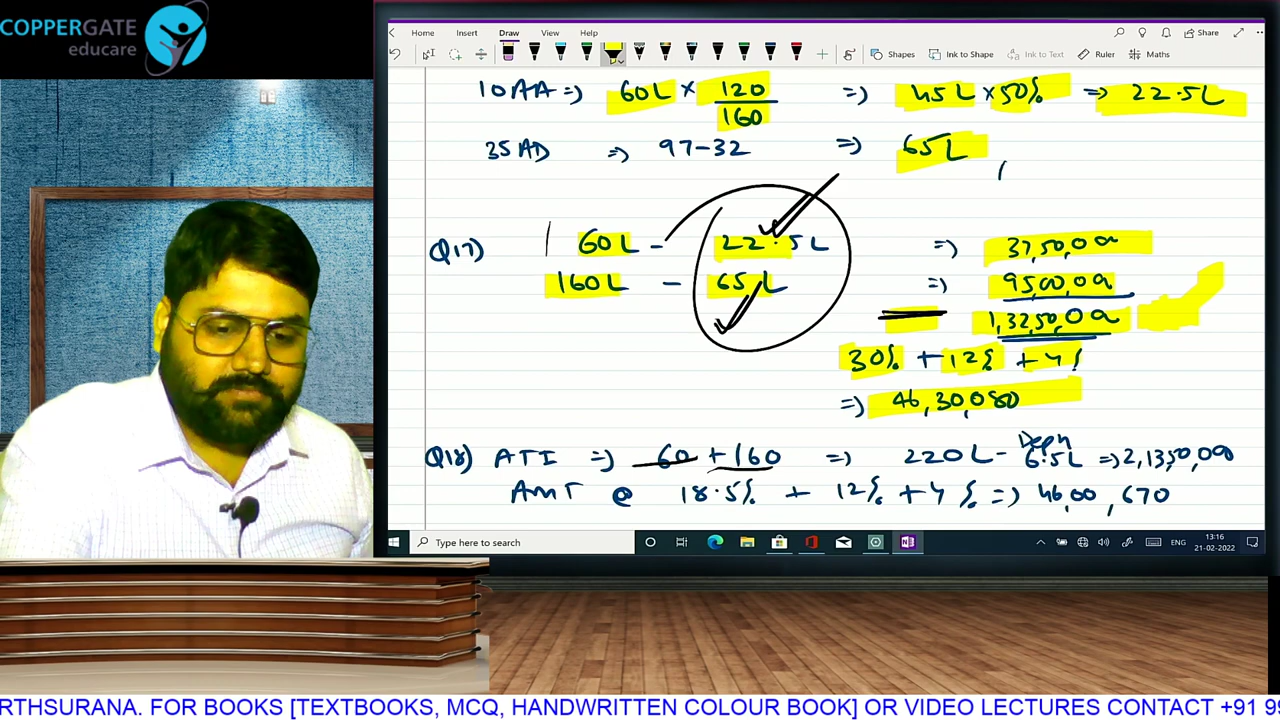 COPPERGATE
educare
Home Insert Draw View Help
Share
Shapes Ink to Shape Ink to Text Ruler Maths
10AA => 60L × 120/160 => 45L × 50% => 22.5L
35AD => 97-32 => 65L
Q17) 60L - 22.5L => 37,50,000
160L - 65L => 95,00,000
1,32,50,000
30% + 12% + 4%
=> 46,30,080
Q18) ATI => 60 + 160 => 220L - Depn 6.5L => 2,13,50,000
AMT @ 18.5% + 12% + 4% => 46,00,670
Type here to search
ENG
13:16
21-02-2022
RTHSURANA. FOR BOOKS [TEXTBOOKS, MCQ, HANDWRITTEN COLOUR BOOK] OR VIDEO LECTURES CONTACT +91 9